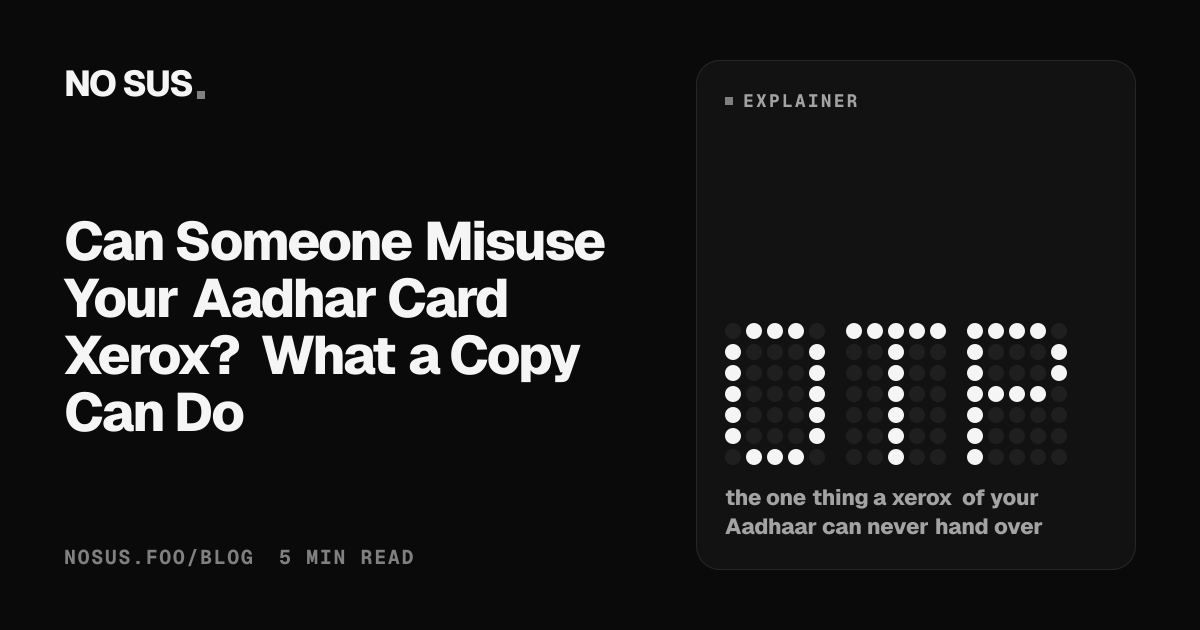 NO SUS.
Can Someone Misuse
Your Aadhar Card
Xerox? What a Copy
Can Do
NOSUS.FOO/BLOG 5 MIN READ
EXPLAINER
OTP
the one thing a xerox of your
Aadhaar can never hand over